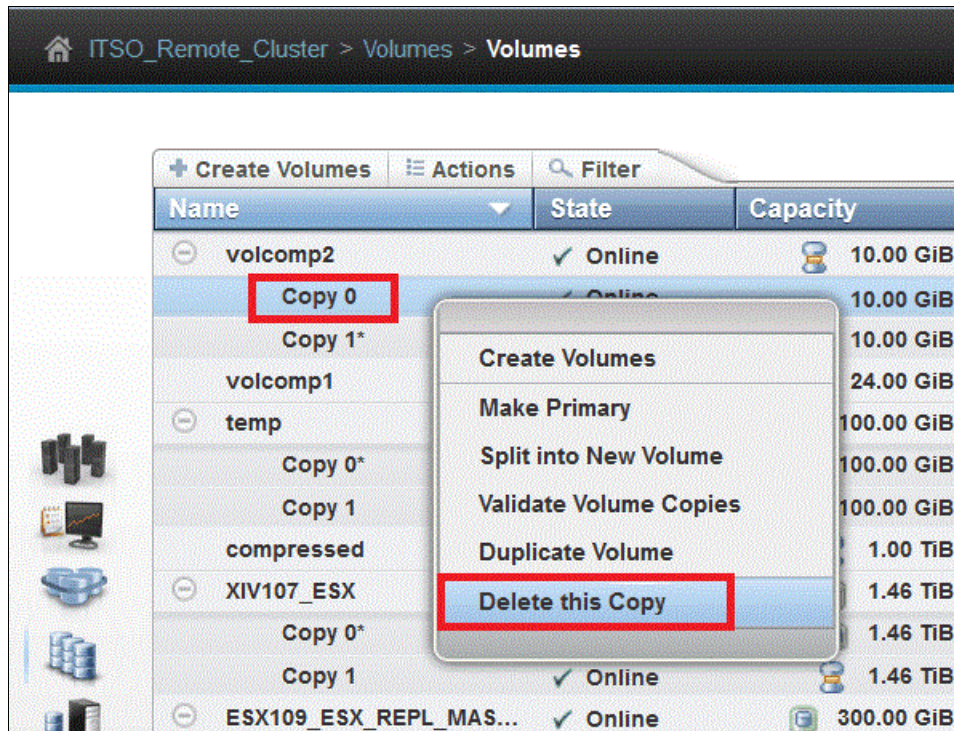 ITSO_Remote_Cluster > Volumes > Volumes
Create Volumes Actions Filter
Name State Capacity
volcomp2 Online 10.00 GiB
Copy 0 Online 10.00 GiB
Copy 1* 10.00 GiB
volcomp1 24.00 GiB
temp 100.00 GiB
Copy 0* 100.00 GiB
Copy 1 100.00 GiB
compressed 1.00 TiB
XIV107_ESX 1.46 TiB
Copy 0* 1.46 TiB
Copy 1 Online 1.46 TiB
ESX109_ESX_REPL_MAS... Online 300.00 GiB
Create Volumes
Make Primary
Split into New Volume
Validate Volume Copies
Duplicate Volume
Delete this Copy